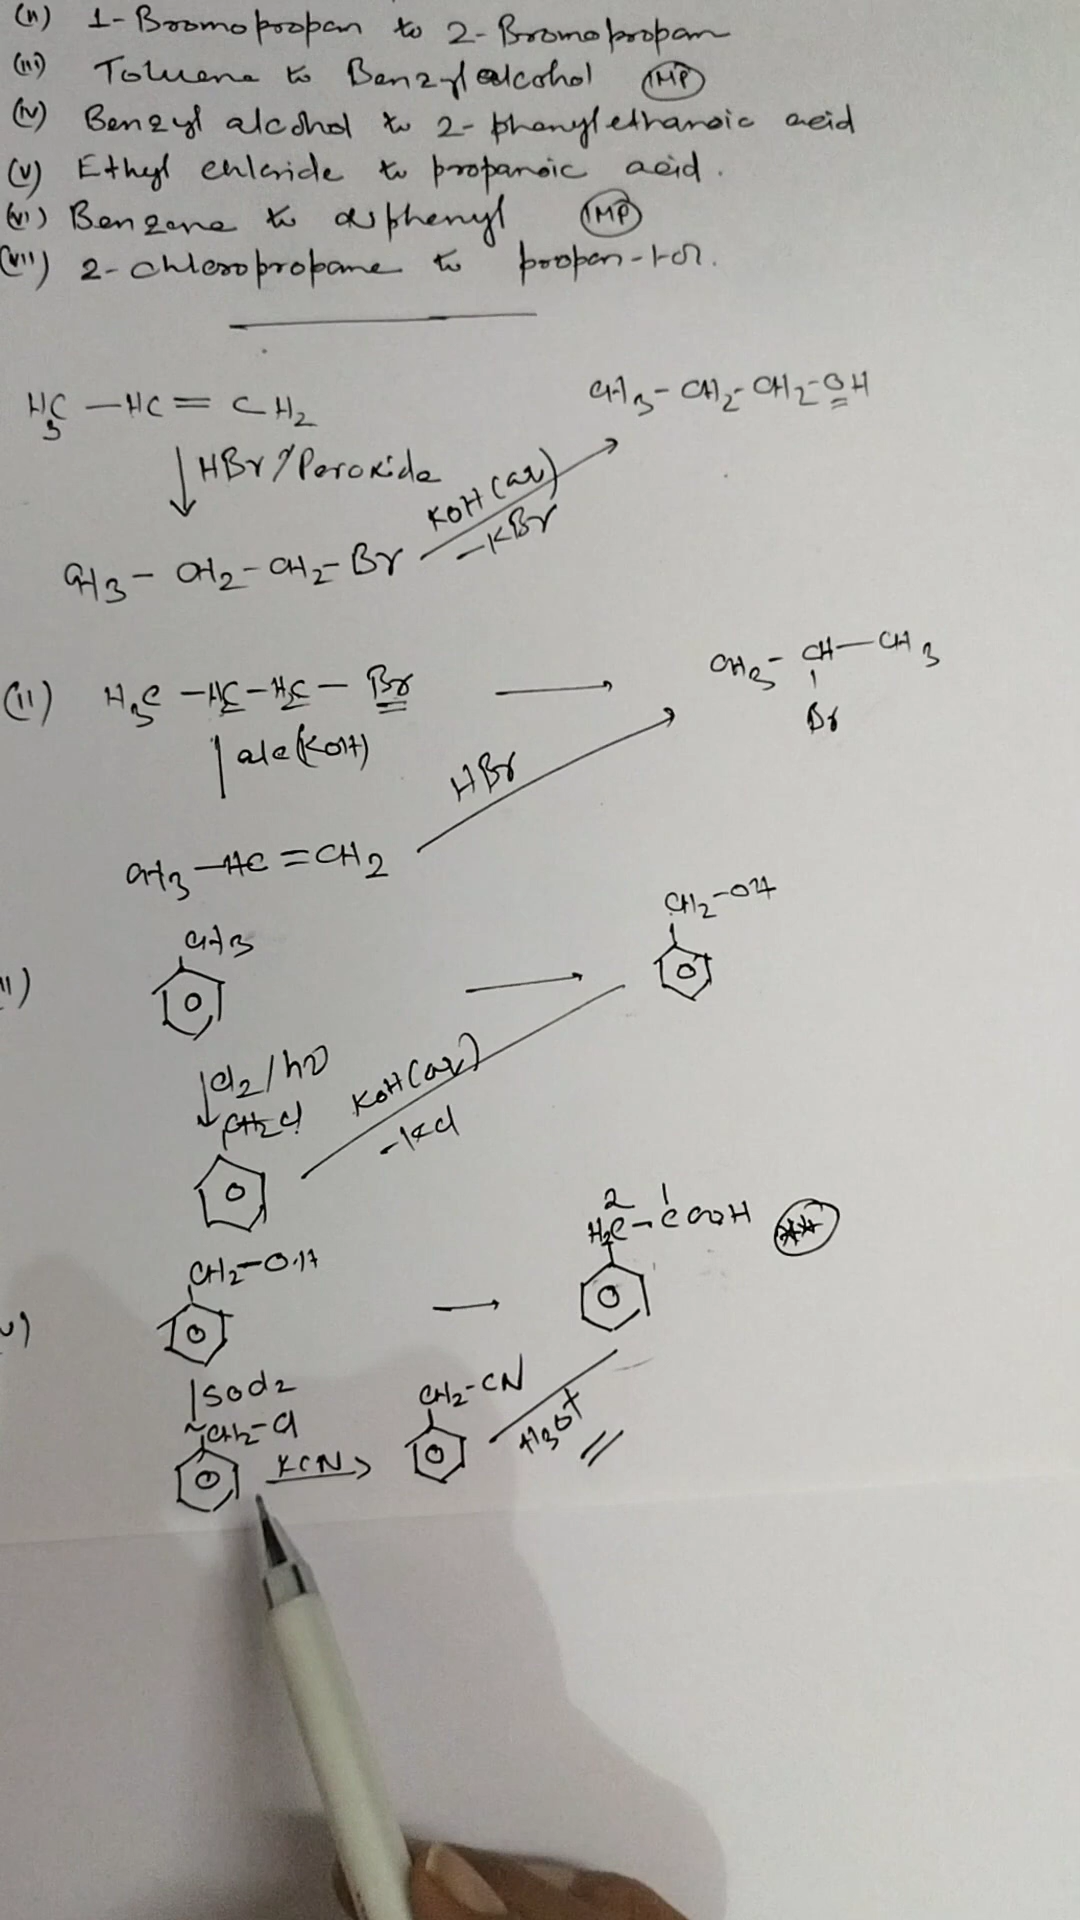 (ii) 1-Bromopropan to 2-Bromopropan
(iii) Toluene to Benzyl alcohol (IMP)
(iv) Benzyl alcohol to 2-phenylethanoic acid
(v) Ethyl chloride to propanoic acid.
(vi) Benzene to diphenyl (IMP)
(vii) 2-chloropropane to propan-1-ol.
H3C—HC=CH2
CH3-CH2-CH2-OH
↓HBr/Peroxide
KOH(aq)
-KBr
CH3-CH2-CH2-Br
(ii) H3C-H2C-H2C-Br → CH3-CH-CH3
Br
alc(KOH)
HBr
CH3-HC=CH2
CH3
CH2-OH
→
Cl2/hν
KOH(aq)
-KCl
CH2Cl
2 1
H2C-COOH **
CH2-OH
→
SOCl2
CH2-CN
CH2-Cl
KCN→
H3O+